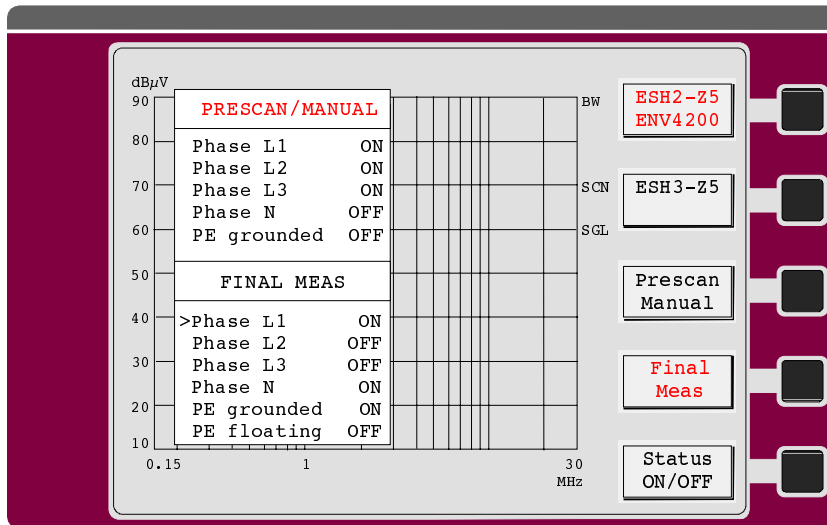 dBµV
90
80
70
60
50
40
30
20
10
PRESCAN/MANUAL
Phase L1 ON
Phase L2 ON
Phase L3 ON
Phase N OFF
PE grounded OFF
FINAL MEAS
>Phase L1 ON
Phase L2 OFF
Phase L3 OFF
Phase N ON
PE grounded ON
PE floating OFF
0.15 1 30
MHz
BW
SCN
SGL
ESH2-Z5
ENV4200
ESH3-Z5
Prescan
Manual
Final
Meas
Status
ON/OFF